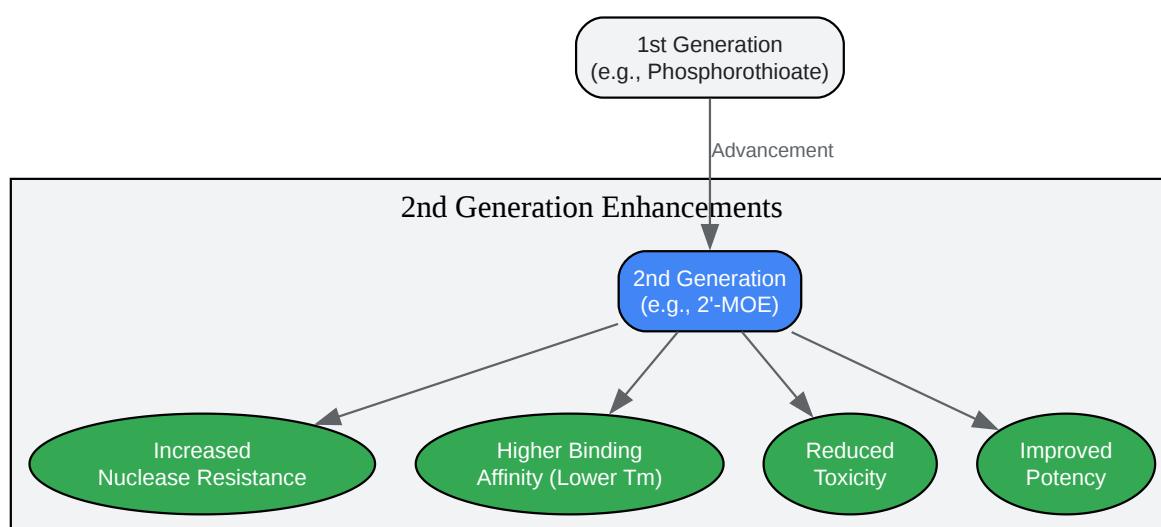 1st Generation
(e.g., Phosphorothioate)
Advancement
2nd Generation Enhancements
2nd Generation
(e.g., 2'-MOE)
Increased
Nuclease Resistance
Higher Binding
Affinity (Lower Tm)
Reduced
Toxicity
Improved
Potency